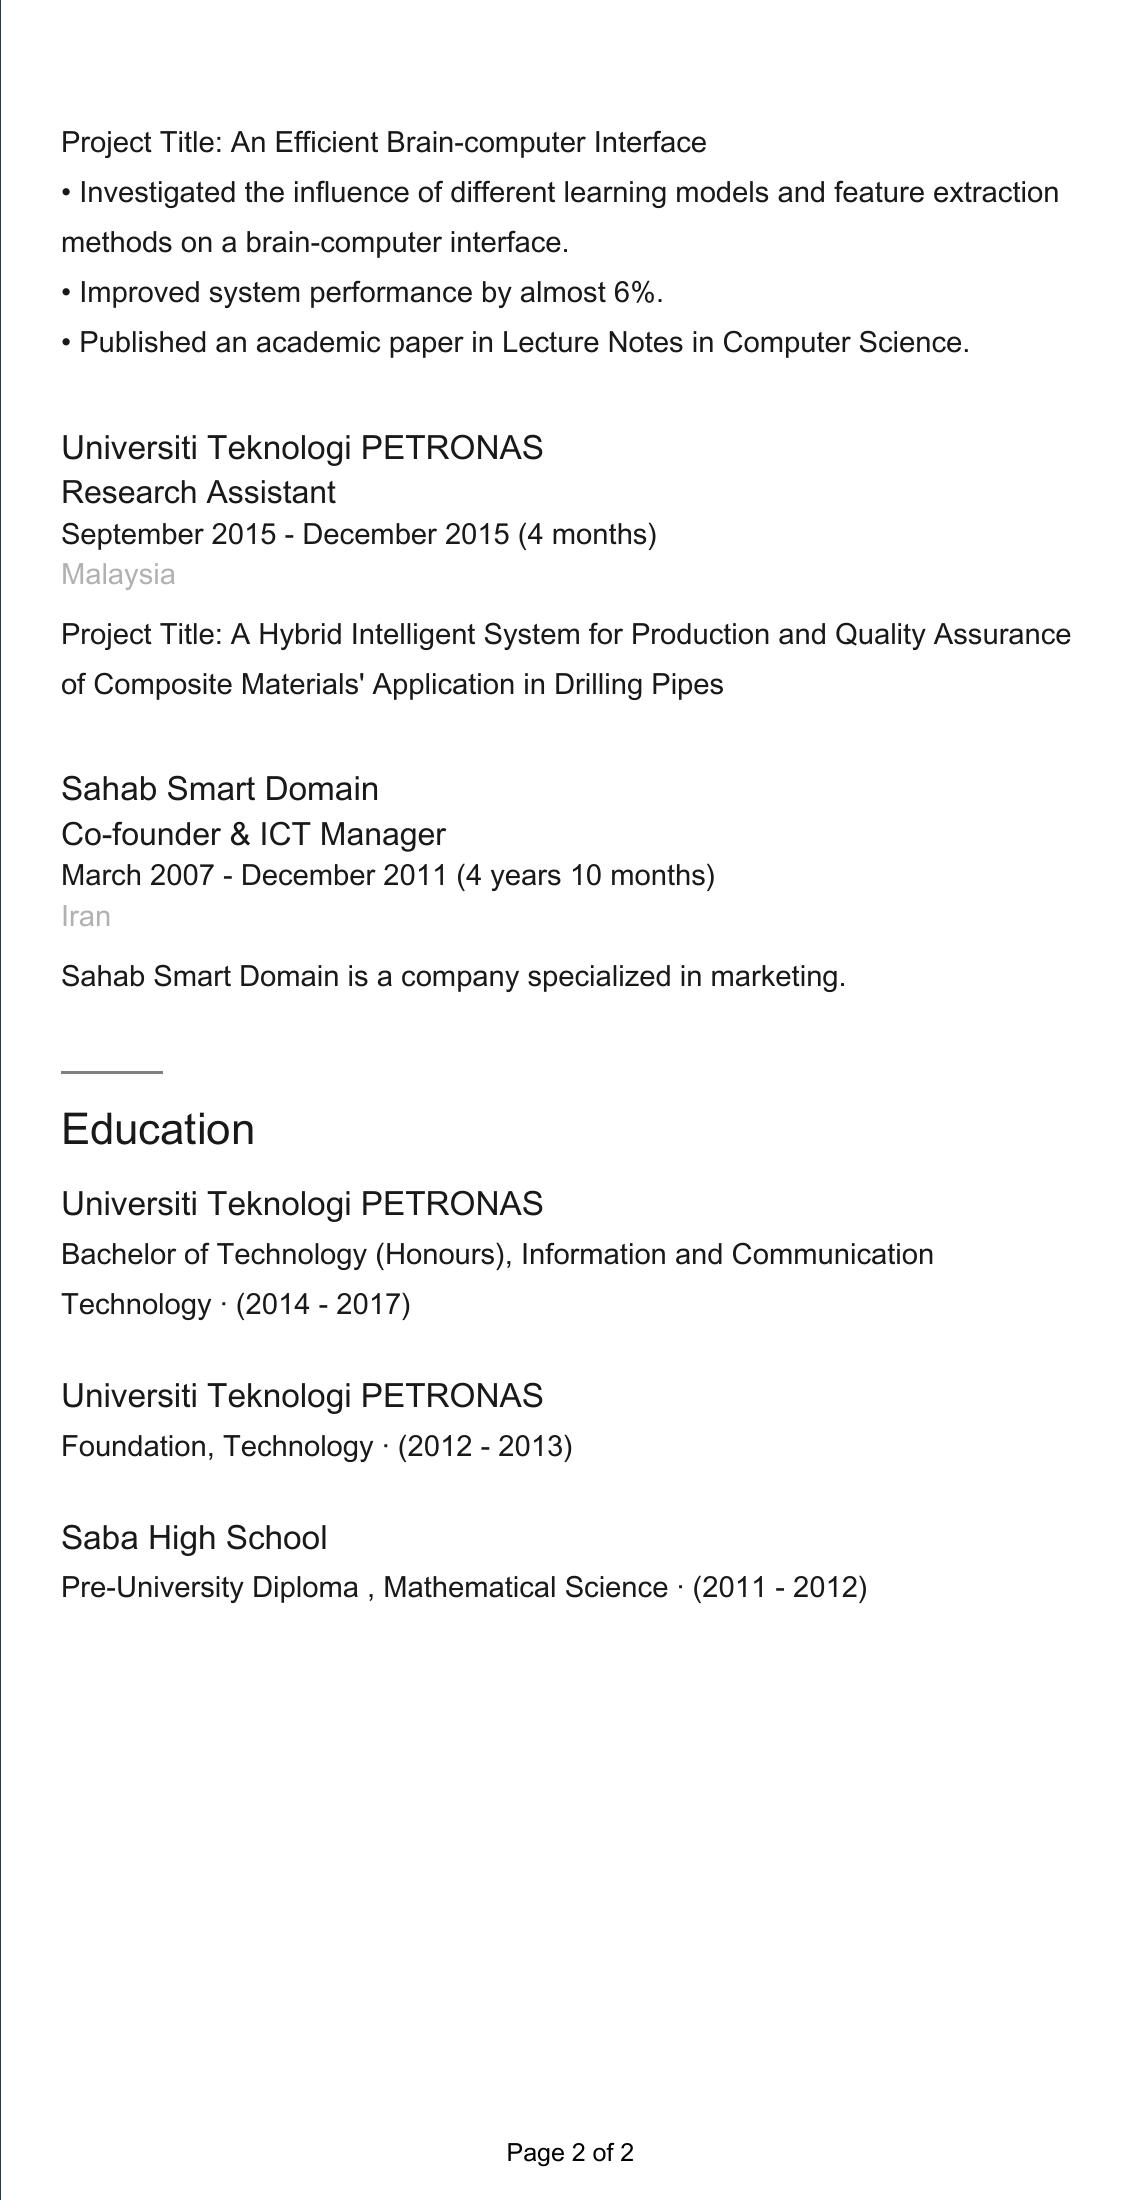 Project Title: An Efficient Brain-computer Interface
• Investigated the influence of different learning models and feature extraction
methods on a brain-computer interface.
• Improved system performance by almost 6%.
• Published an academic paper in Lecture Notes in Computer Science.
Universiti Teknologi PETRONAS
Research Assistant
September 2015 - December 2015 (4 months)
Malaysia
Project Title: A Hybrid Intelligent System for Production and Quality Assurance
of Composite Materials' Application in Drilling Pipes
Sahab Smart Domain
Co-founder & ICT Manager
March 2007 - December 2011 (4 years 10 months)
Iran
Sahab Smart Domain is a company specialized in marketing.
Education
Universiti Teknologi PETRONAS
Bachelor of Technology (Honours), Information and Communication
Technology · (2014 - 2017)
Universiti Teknologi PETRONAS
Foundation, Technology · (2012 - 2013)
Saba High School
Pre-University Diploma , Mathematical Science · (2011 - 2012)
Page 2 of 2